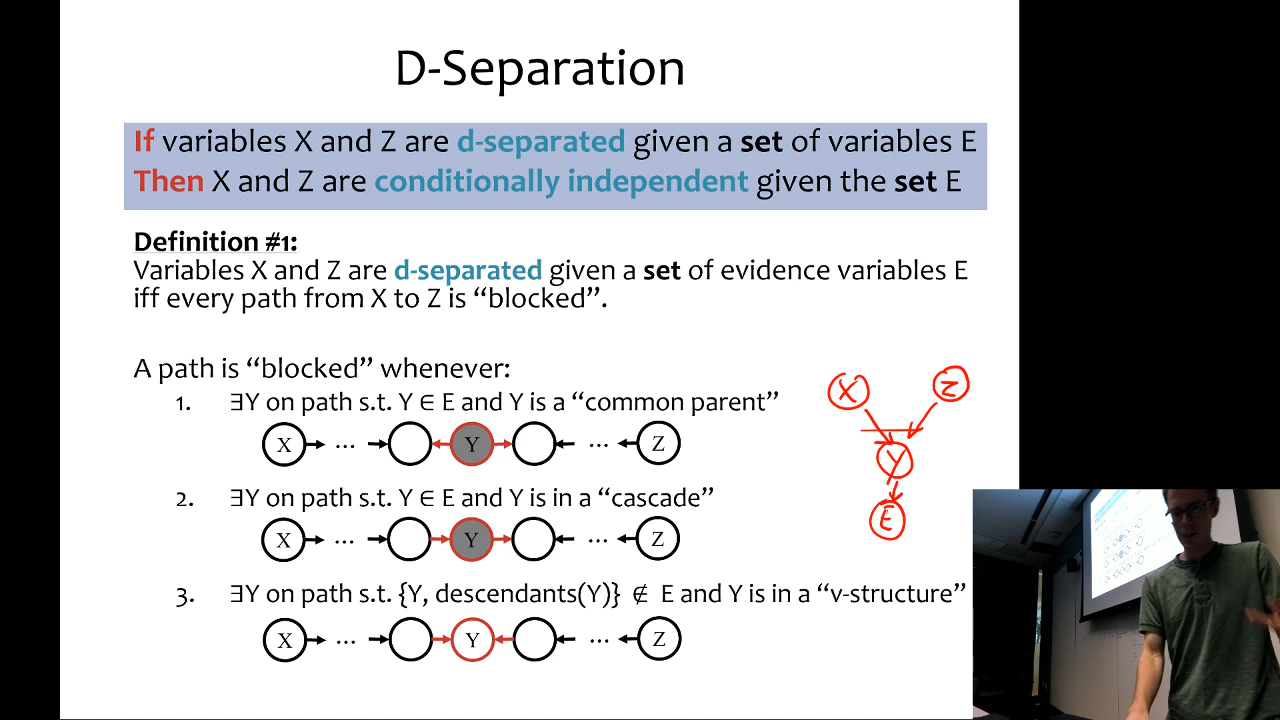 D-Separation
If variables X and Z are d-separated given a set of variables E
Then X and Z are conditionally independent given the set E
Definition #1:
Variables X and Z are d-separated given a set of evidence variables E
iff every path from X to Z is “blocked”.
A path is “blocked” whenever:
1. ∃Y on path s.t. Y ∈ E and Y is a “common parent”
X ... Y ... Z
2. ∃Y on path s.t. Y ∈ E and Y is in a “cascade”
X ... Y ... Z
3. ∃Y on path s.t. {Y, descendants(Y)} ∉ E and Y is in a “v-structure”
X ... Y ... Z
X Z
Y
E